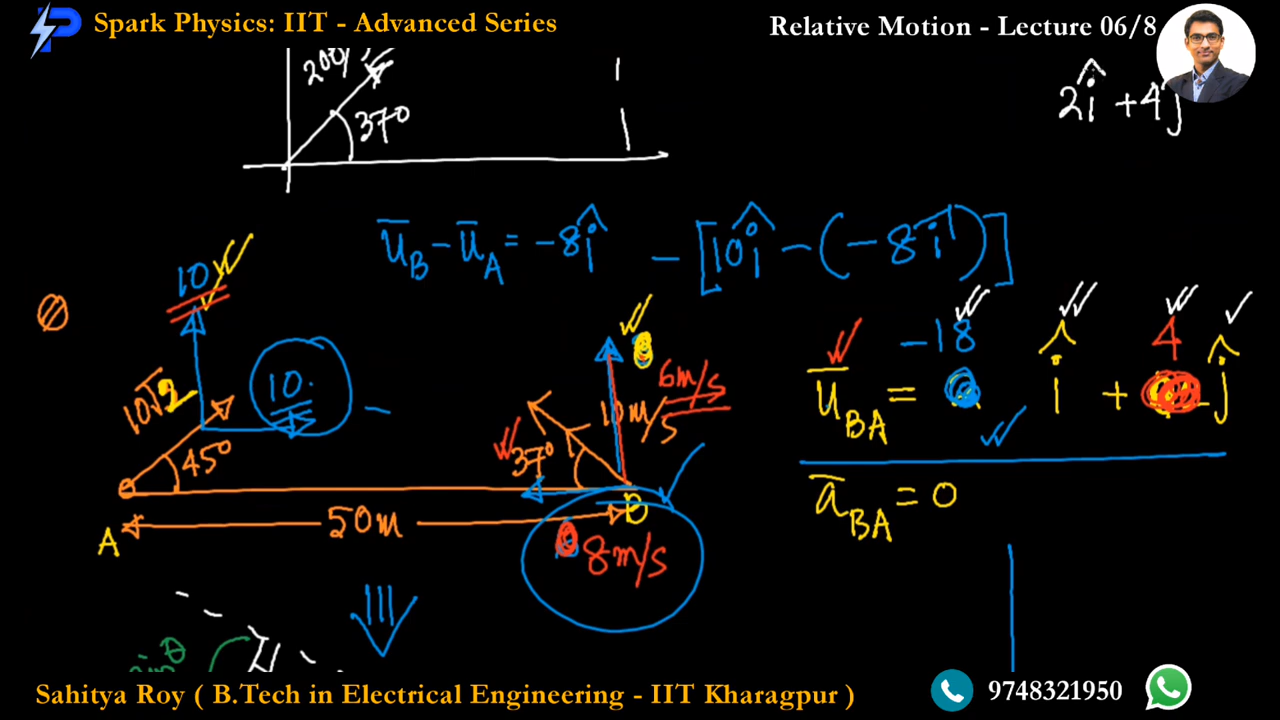 Spark Physics: IIT - Advanced Series
Relative Motion - Lecture 06/8
37°
2î + 4ĵ
ū_B - ū_A = -8î - [10î - (-8î)]
10
10√2
45°
10
37°
10 m/s
6m/s
-18 4
ū_BA = î + ĵ
ā_BA = 0
A
50m
B
8m/s
Sahitya Roy ( B.Tech in Electrical Engineering - IIT Kharagpur )
9748321950